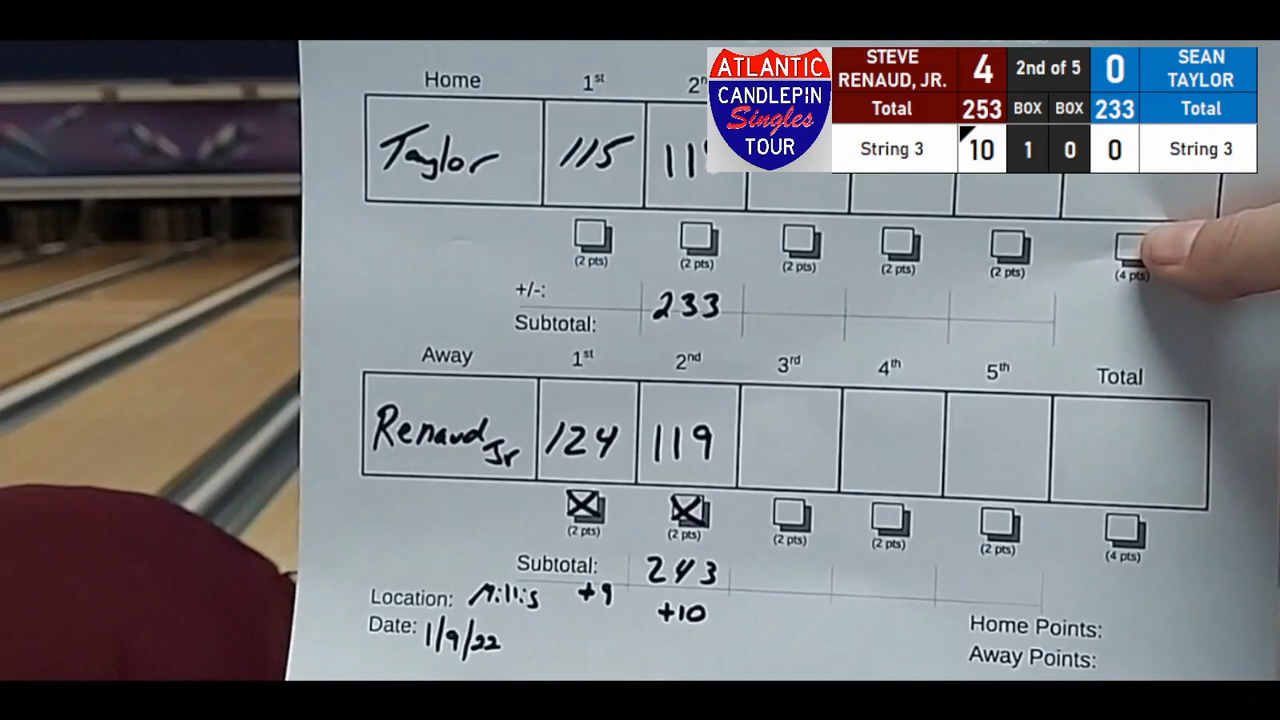 ATLANTIC
CANDLEPIN
Singles
TOUR
STEVE RENAUD, JR. 4 2nd of 5 0 SEAN TAYLOR
Total 253 BOX BOX 233 Total
String 3 10 1 0 0 String 3
Home 1st
Taylor 115
(2 pts) (2 pts) (2 pts) (2 pts) (2 pts) (4 pts)
+/-:
Subtotal: 233
Away 1st 2nd 3rd 4th 5th Total
Renaud Jr 124 119
(2 pts) (2 pts) (2 pts) (2 pts) (2 pts) (4 pts)
Subtotal: 243
Location: Millis +9 +10
Date: 1/9/22
Home Points:
Away Points: